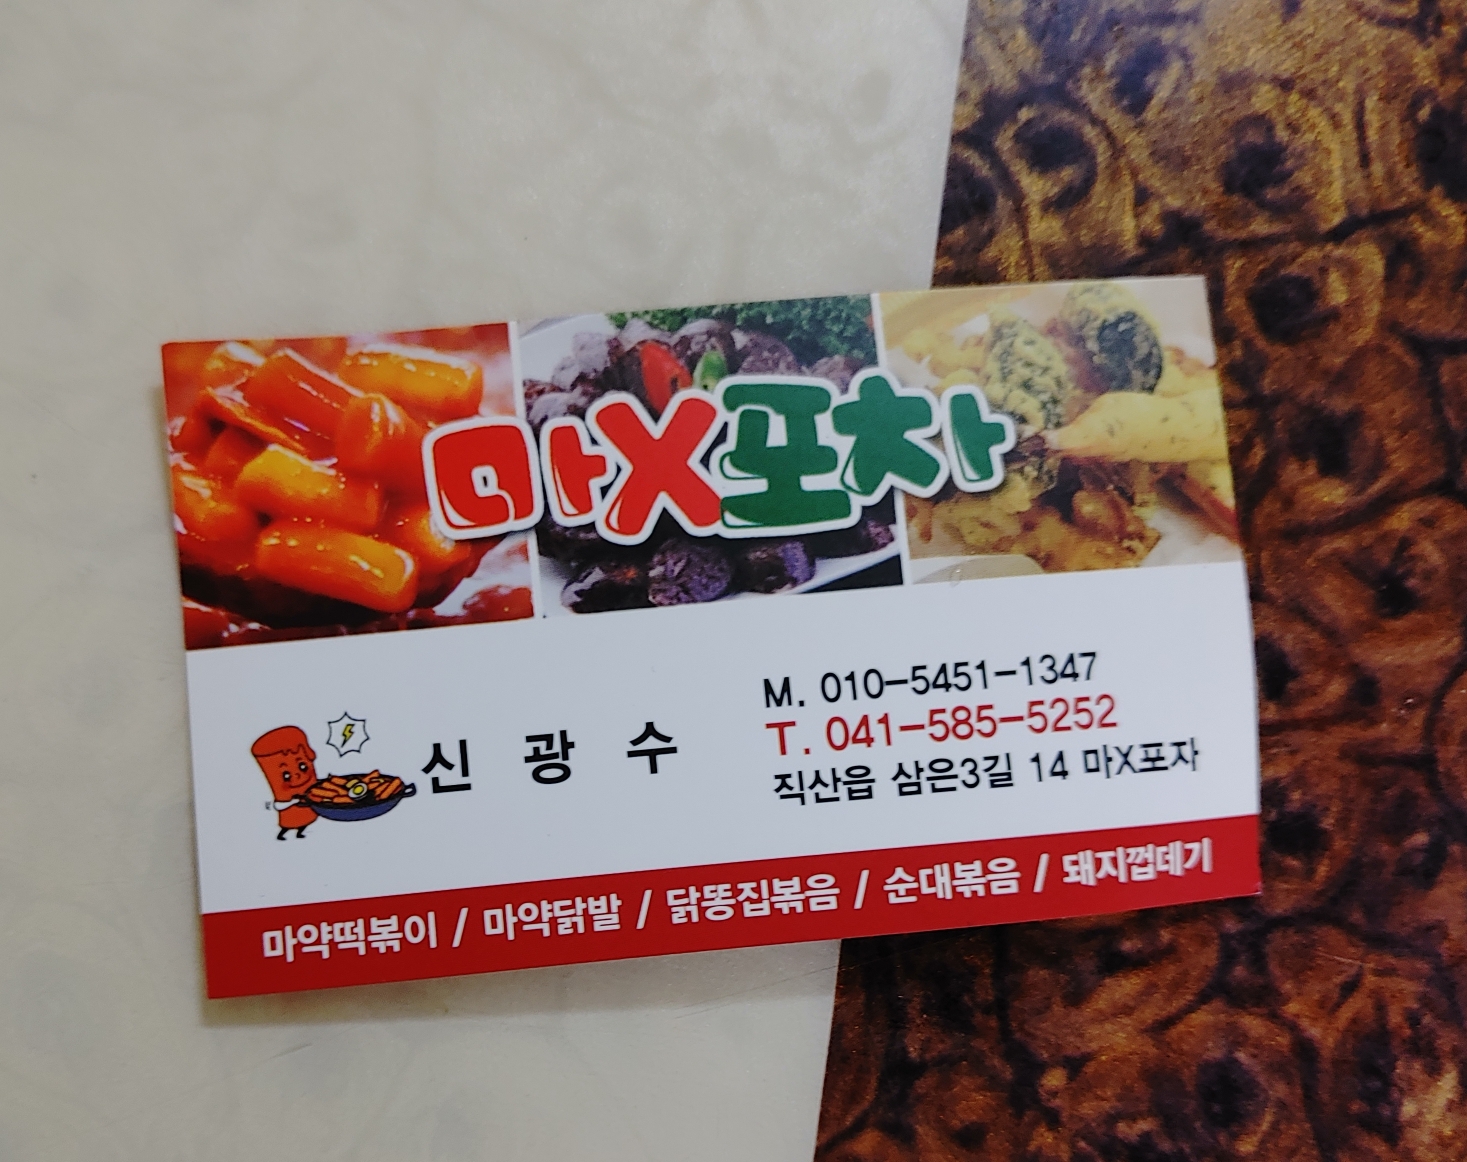 마X포차
신 광 수
M. 010-5451-1347
T. 041-585-5252
직산읍 삼은3길 14 마X포자
마약떡볶이 / 마약닭발 / 닭똥집볶음 / 순대볶음 / 돼지껍데기